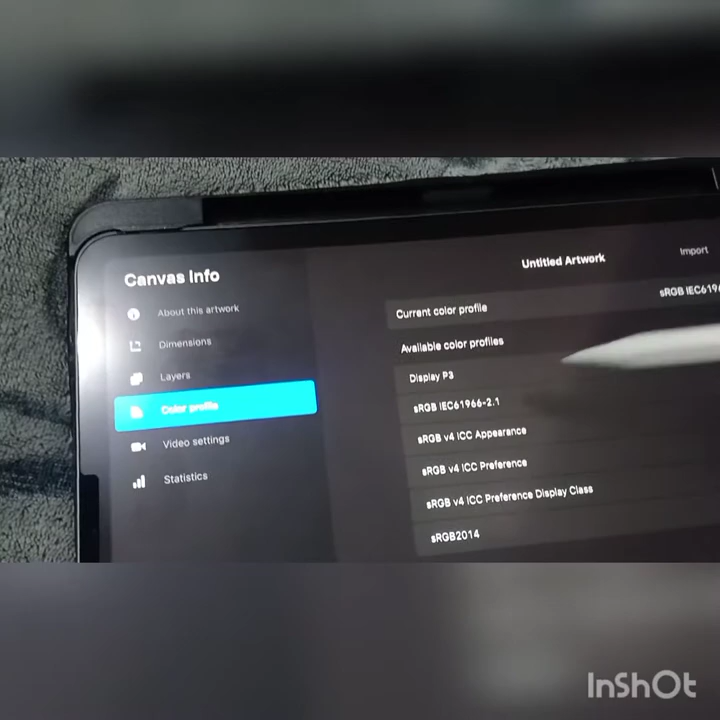 Untitled Artwork
Import
Canvas Info
About this artwork
Dimensions
Layers
Color profile
Video settings
Statistics
Current color profile
sRGB
Available color profiles
Display P3
sRGB IEC61966-2.1
sRGB v4 ICC Appearance
sRGB v4 ICC Preference
sRGB v4 ICC Preference Display Class
sRGB2014
InShOt